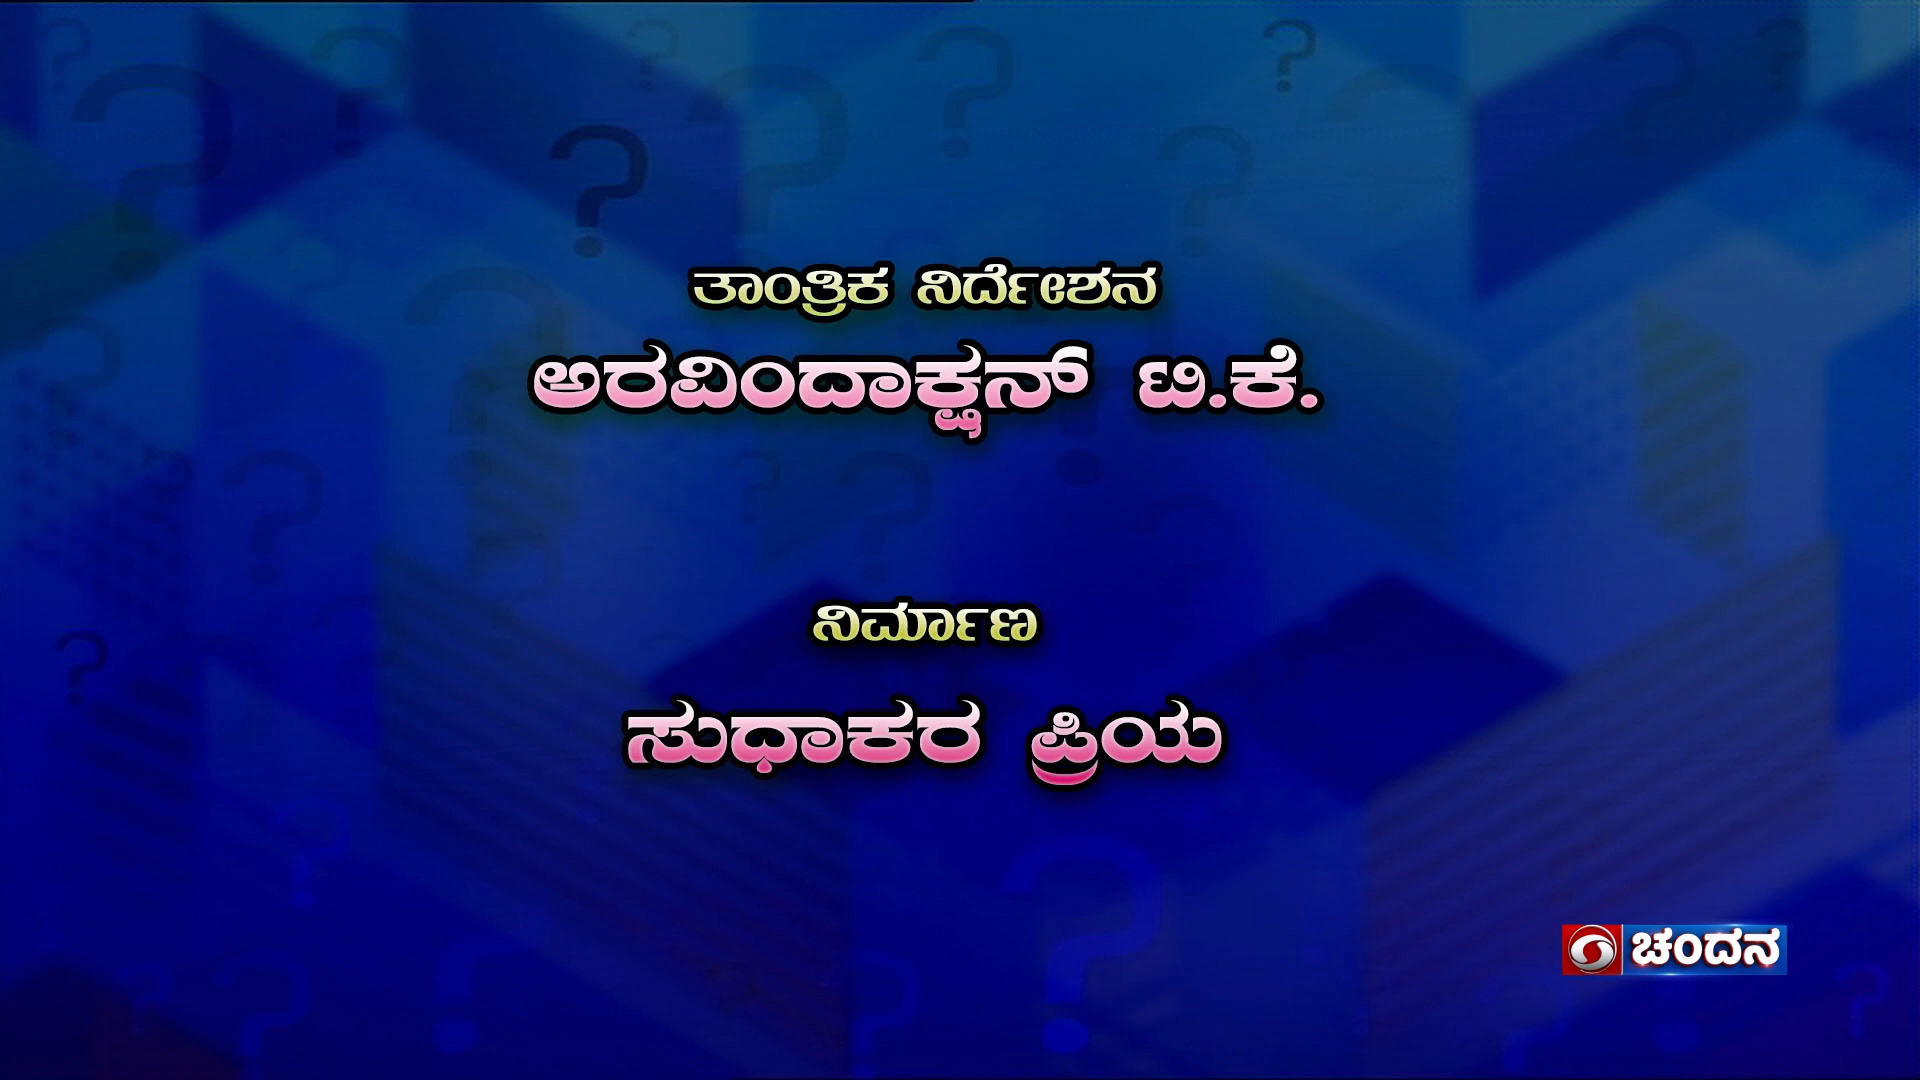 ತಾಂತ್ರಿಕ ನಿರ್ದೇಶನ
ಅರವಿಂದಾಕ್ಷನ್ ಟಿ.ಕೆ.
ನಿರ್ಮಾಣ
ಸುಧಾಕರ ಪ್ರಿಯ
ಚಂದನ